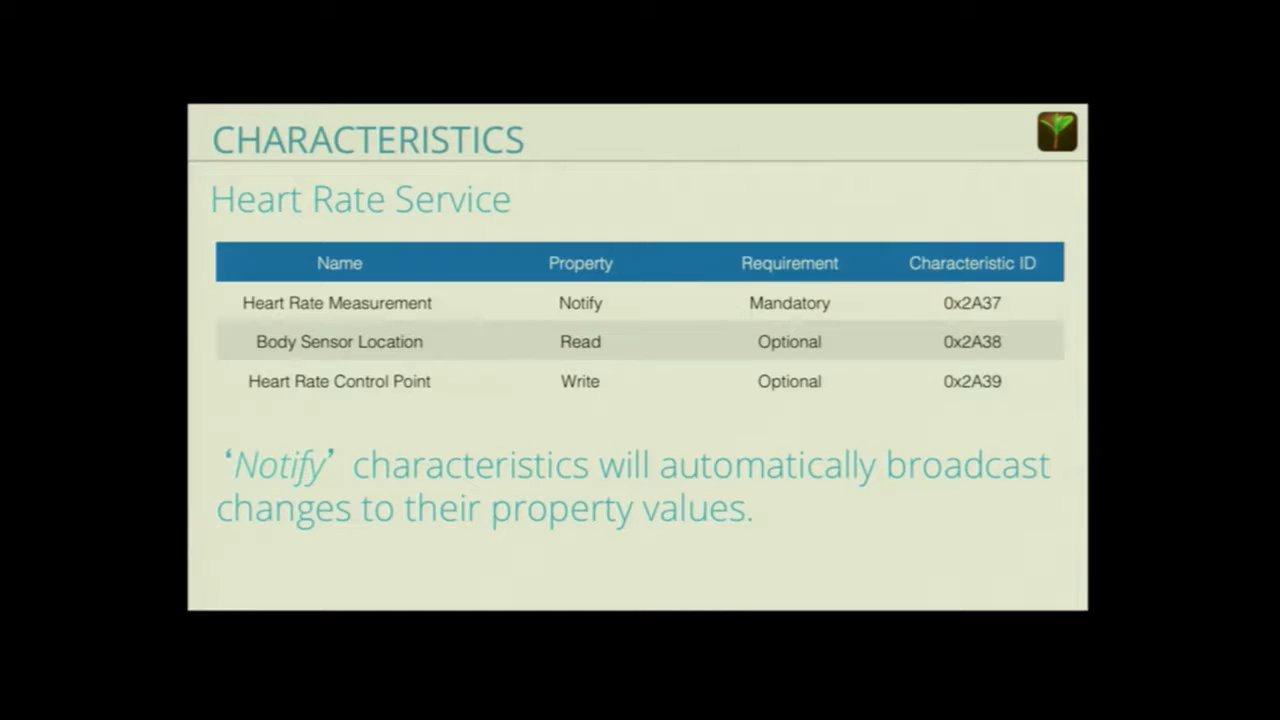 CHARACTERISTICS
Heart Rate Service
Name Property Requirement Characteristic ID
Heart Rate Measurement Notify Mandatory 0x2A37
Body Sensor Location Read Optional 0x2A38
Heart Rate Control Point Write Optional 0x2A39
‘Notify’ characteristics will automatically broadcast
changes to their property values.